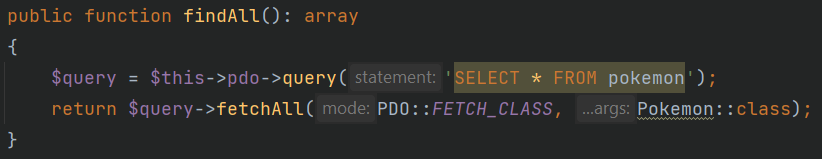 public function findAll(): array
{
$query = $this->pdo->query( statement: 'SELECT * FROM pokemon');
return $query->fetchAll( mode: PDO::FETCH_CLASS, ...args: Pokemon::class);
}